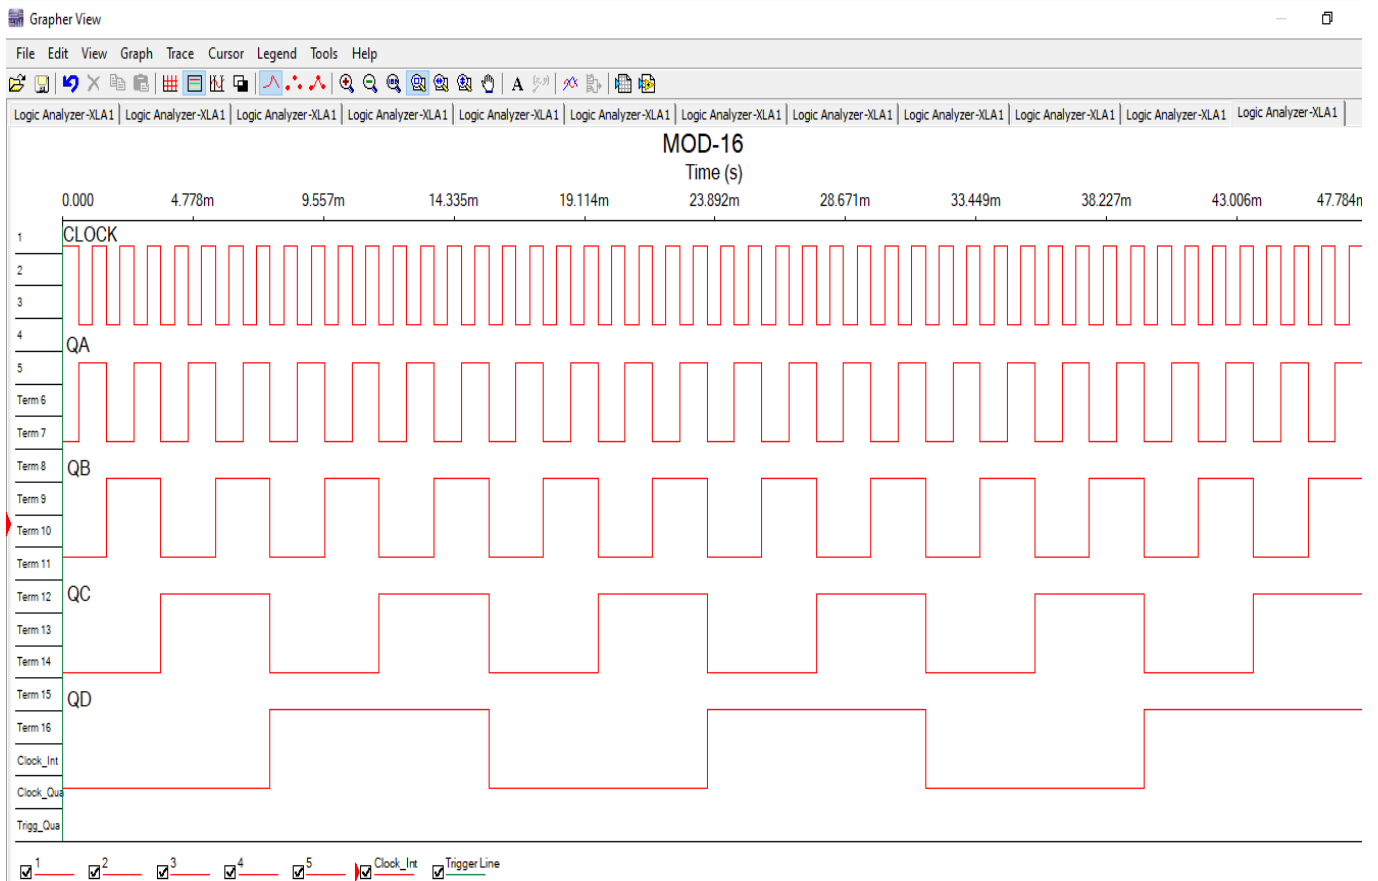 Grapher View
File Edit View Graph Trace Cursor Legend Tools Help
A
Logic Analyzer-XLA1 Logic Analyzer-XLA1 Logic Analyzer-XLA1 Logic Analyzer-XLA1 Logic Analyzer-XLA1 Logic Analyzer-XLA1 Logic Analyzer-XLA1 Logic Analyzer-XLA1 Logic Analyzer-XLA1 Logic Analyzer-XLA1 Logic Analyzer-XLA1 Logic Analyzer-XLA1
MOD-16
Time (s)
0.000 4.778m 9.557m 14.335m 19.114m 23.892m 28.671m 33.449m 38.227m 43.006m 47.784m
1 CLOCK
2
3
4
QA
5
Term 6
Term 7
Term 8 QB
Term 9
Term 10
Term 11
Term 12 QC
Term 13
Term 14
Term 15 QD
Term 16
Clock_Int
Clock_Qua
Trigg_Qua
1 2 3 4 5 Clock_Int Trigger Line